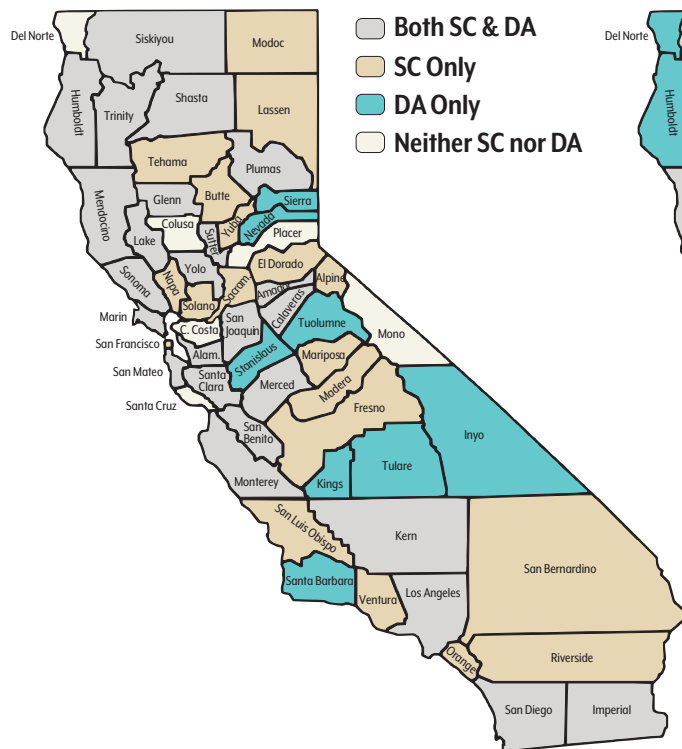 Del Norte
Siskiyou
Modoc
Both SC & DA
SC Only
DA Only
Neither SC nor DA
Del Norte
Humboldt
Humboldt
Trinity
Shasta
Lassen
Tehama
Plumas
Mendocino
Glenn
Butte
Sierra
Colusa
Lake
Sutter
Yuba
Nevada
Placer
Sonoma
Napa
Yolo
El Dorado
Sacram.
Alpine
Amador
Solano
Calaveras
Marin
C. Costa
San
Joaquin
Tuolumne
Mono
San Francisco
Alam.
Stanislaus
Mariposa
San Mateo
Santa
Clara
Merced
Madera
Santa Cruz
Fresno
San
Benito
Inyo
Monterey
Kings
Tulare
San Luis Obispo
Kern
San Bernardino
Santa Barbara
Ventura
Los Angeles
Orange
Riverside
San Diego
Imperial